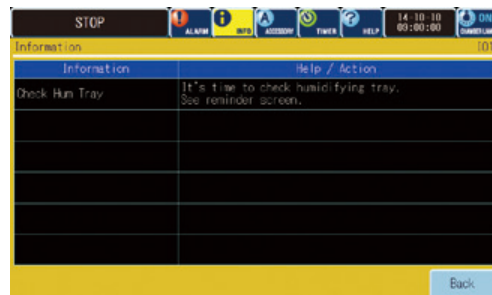 STOP
ALARM
INFO
ACCESSORY
TIMER
HELP
14-10-10
09:00:00
ON
Information
Information
Help / Action
Check Hum Tray
It's time to check humidifying tray.
See reminder screen.
Back